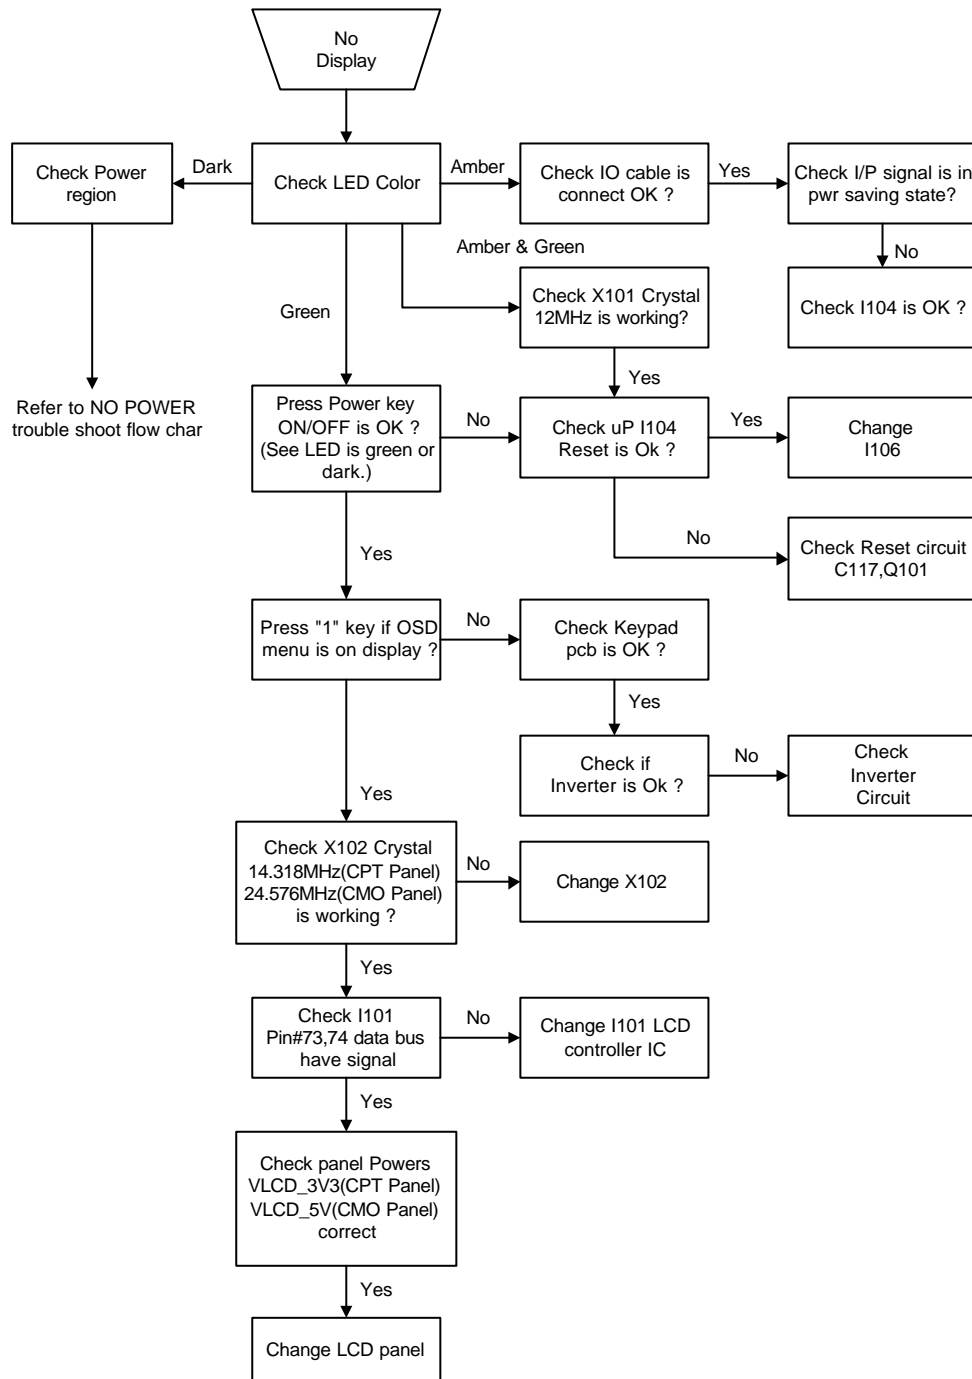 No
Display
Check Power
region
Dark
Check LED Color
Amber
Check IO cable is
connect OK ?
Yes
Check I/P signal is in
pwr saving state?
Amber & Green
No
Green
Check X101 Crystal
12MHz is working?
Check I104 is OK ?
Yes
Refer to NO POWER
trouble shoot flow char
Press Power key
ON/OFF is OK ?
(See LED is green or
dark.)
No
Check uP I104
Reset is Ok ?
Yes
Change
I106
No
Check Reset circuit
C117,Q101
Yes
Press "1" key if OSD
menu is on display ?
No
Check Keypad
pcb is OK ?
Yes
Check if
Inverter is Ok ?
No
Check
Inverter
Circuit
Yes
Check X102 Crystal
14.318MHz(CPT Panel)
24.576MHz(CMO Panel)
is working ?
No
Change X102
Yes
Check I101
Pin#73,74 data bus
have signal
No
Change I101 LCD
controller IC
Yes
Check panel Powers
VLCD_3V3(CPT Panel)
VLCD_5V(CMO Panel)
correct
Yes
Change LCD panel